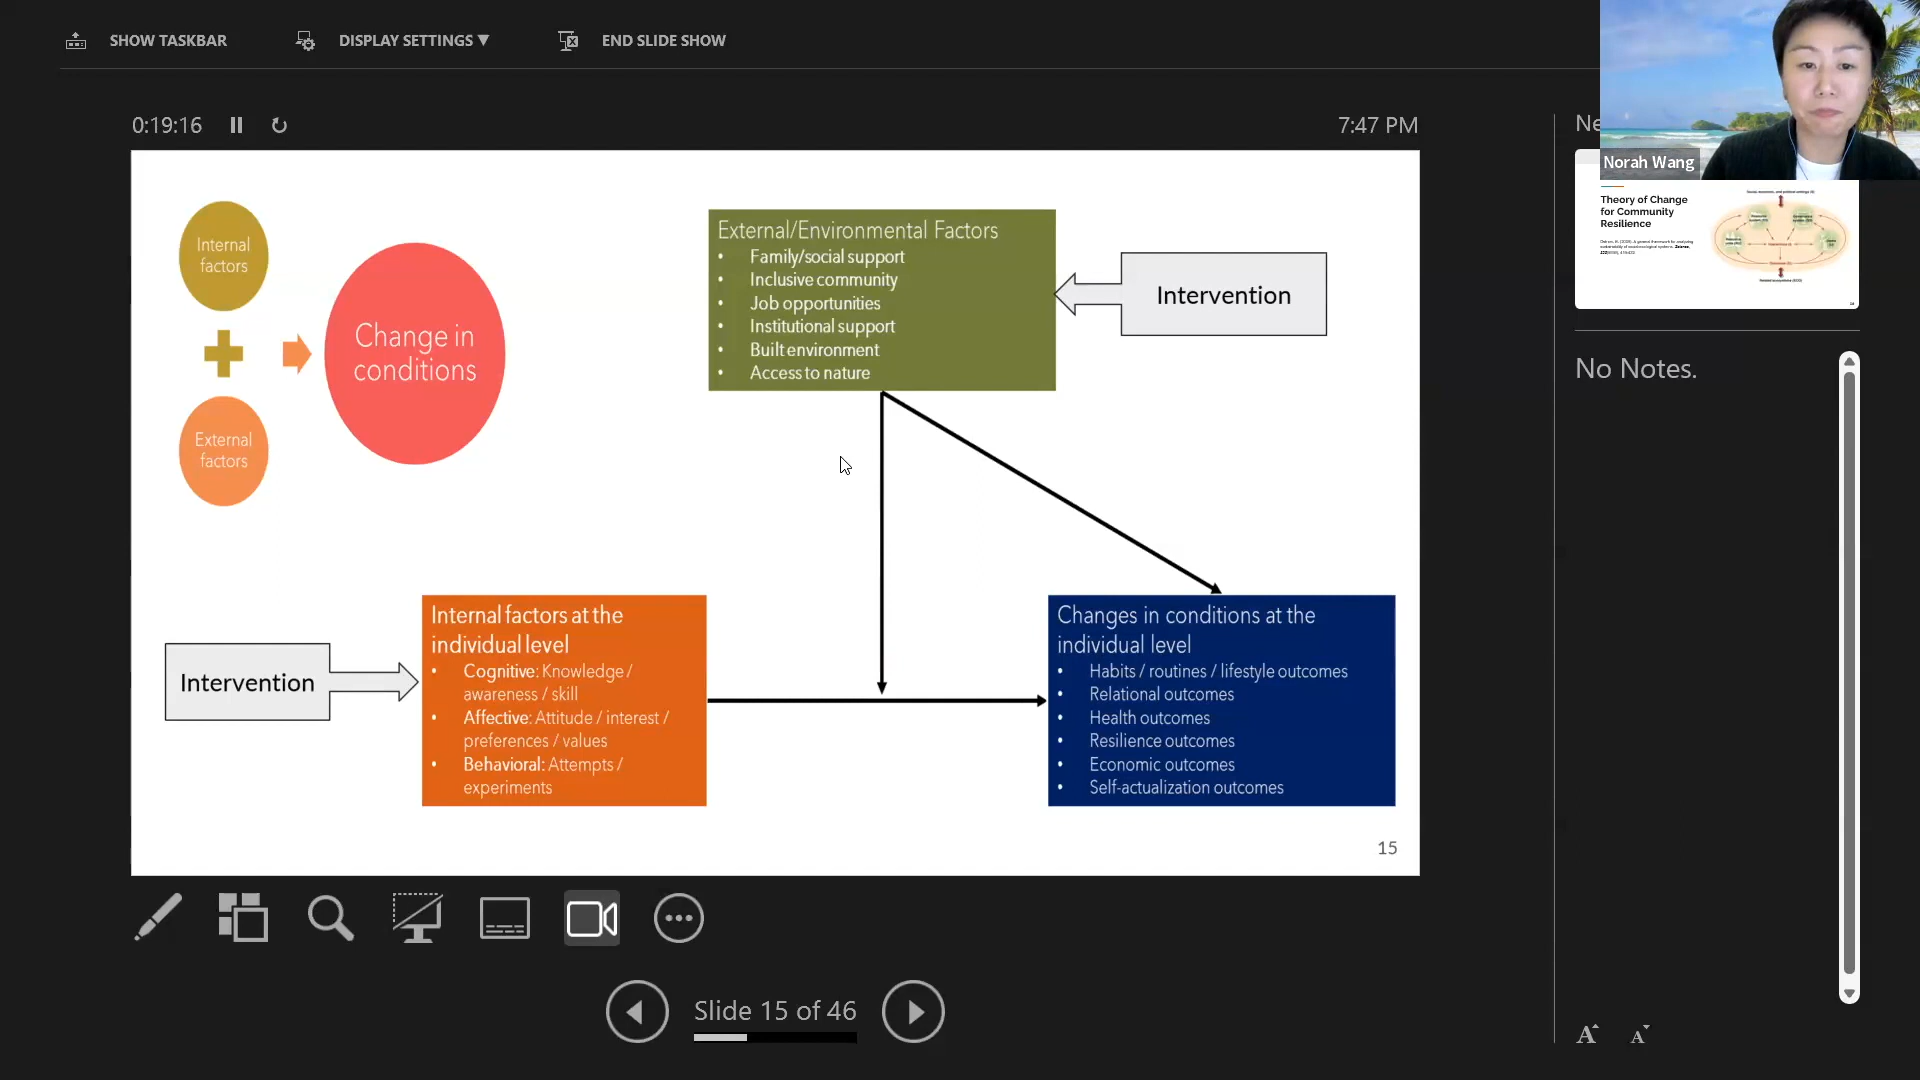 SHOW TASKBAR
DISPLAY SETTINGS ▼
END SLIDE SHOW
0:19:16
7:47 PM
Ne
Norah Wang
Internal
factors
External
factors
Change in
conditions
External/Environmental Factors
• Family/social support
• Inclusive community
• Job opportunities
• Institutional support
• Built environment
• Access to nature
Intervention
Intervention
Internal factors at the
individual level
• Cognitive: Knowledge /
awareness / skill
• Affective: Attitude / interest /
preferences / values
• Behavioral: Attempts /
experiments
Changes in conditions at the
individual level
• Habits / routines / lifestyle outcomes
• Relational outcomes
• Health outcomes
• Resilience outcomes
• Economic outcomes
• Self-actualization outcomes
15
Theory of Change
for Community
Resilience
No Notes.
Slide 15 of 46
A A